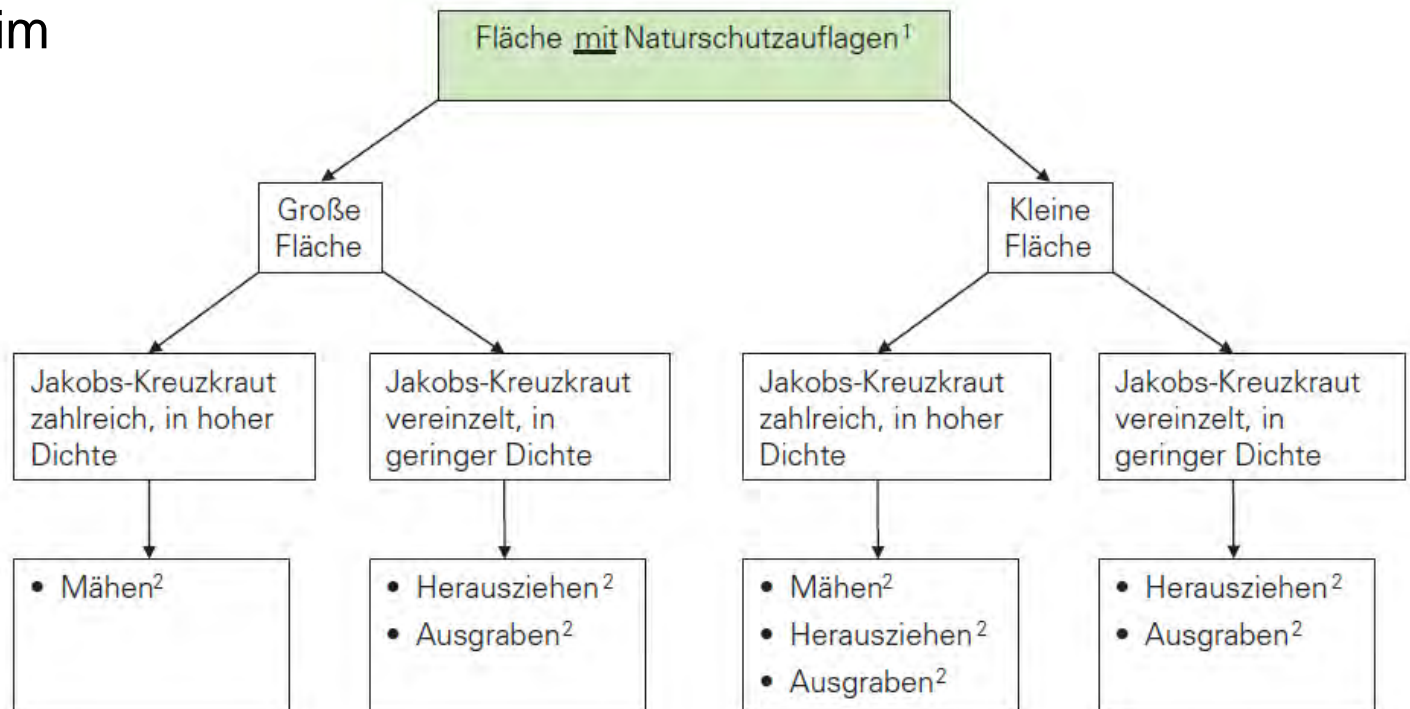 im
Fläche mit Naturschutzauflagen¹
Große
Fläche
Kleine
Fläche
Jakobs-Kreuzkraut
zahlreich, in hoher
Dichte
Jakobs-Kreuzkraut
vereinzelt, in
geringer Dichte
Jakobs-Kreuzkraut
zahlreich, in hoher
Dichte
Jakobs-Kreuzkraut
vereinzelt, in
geringer Dichte
• Mähen²
• Herausziehen²
• Ausgraben²
• Mähen²
• Herausziehen²
• Ausgraben²
• Herausziehen²
• Ausgraben²